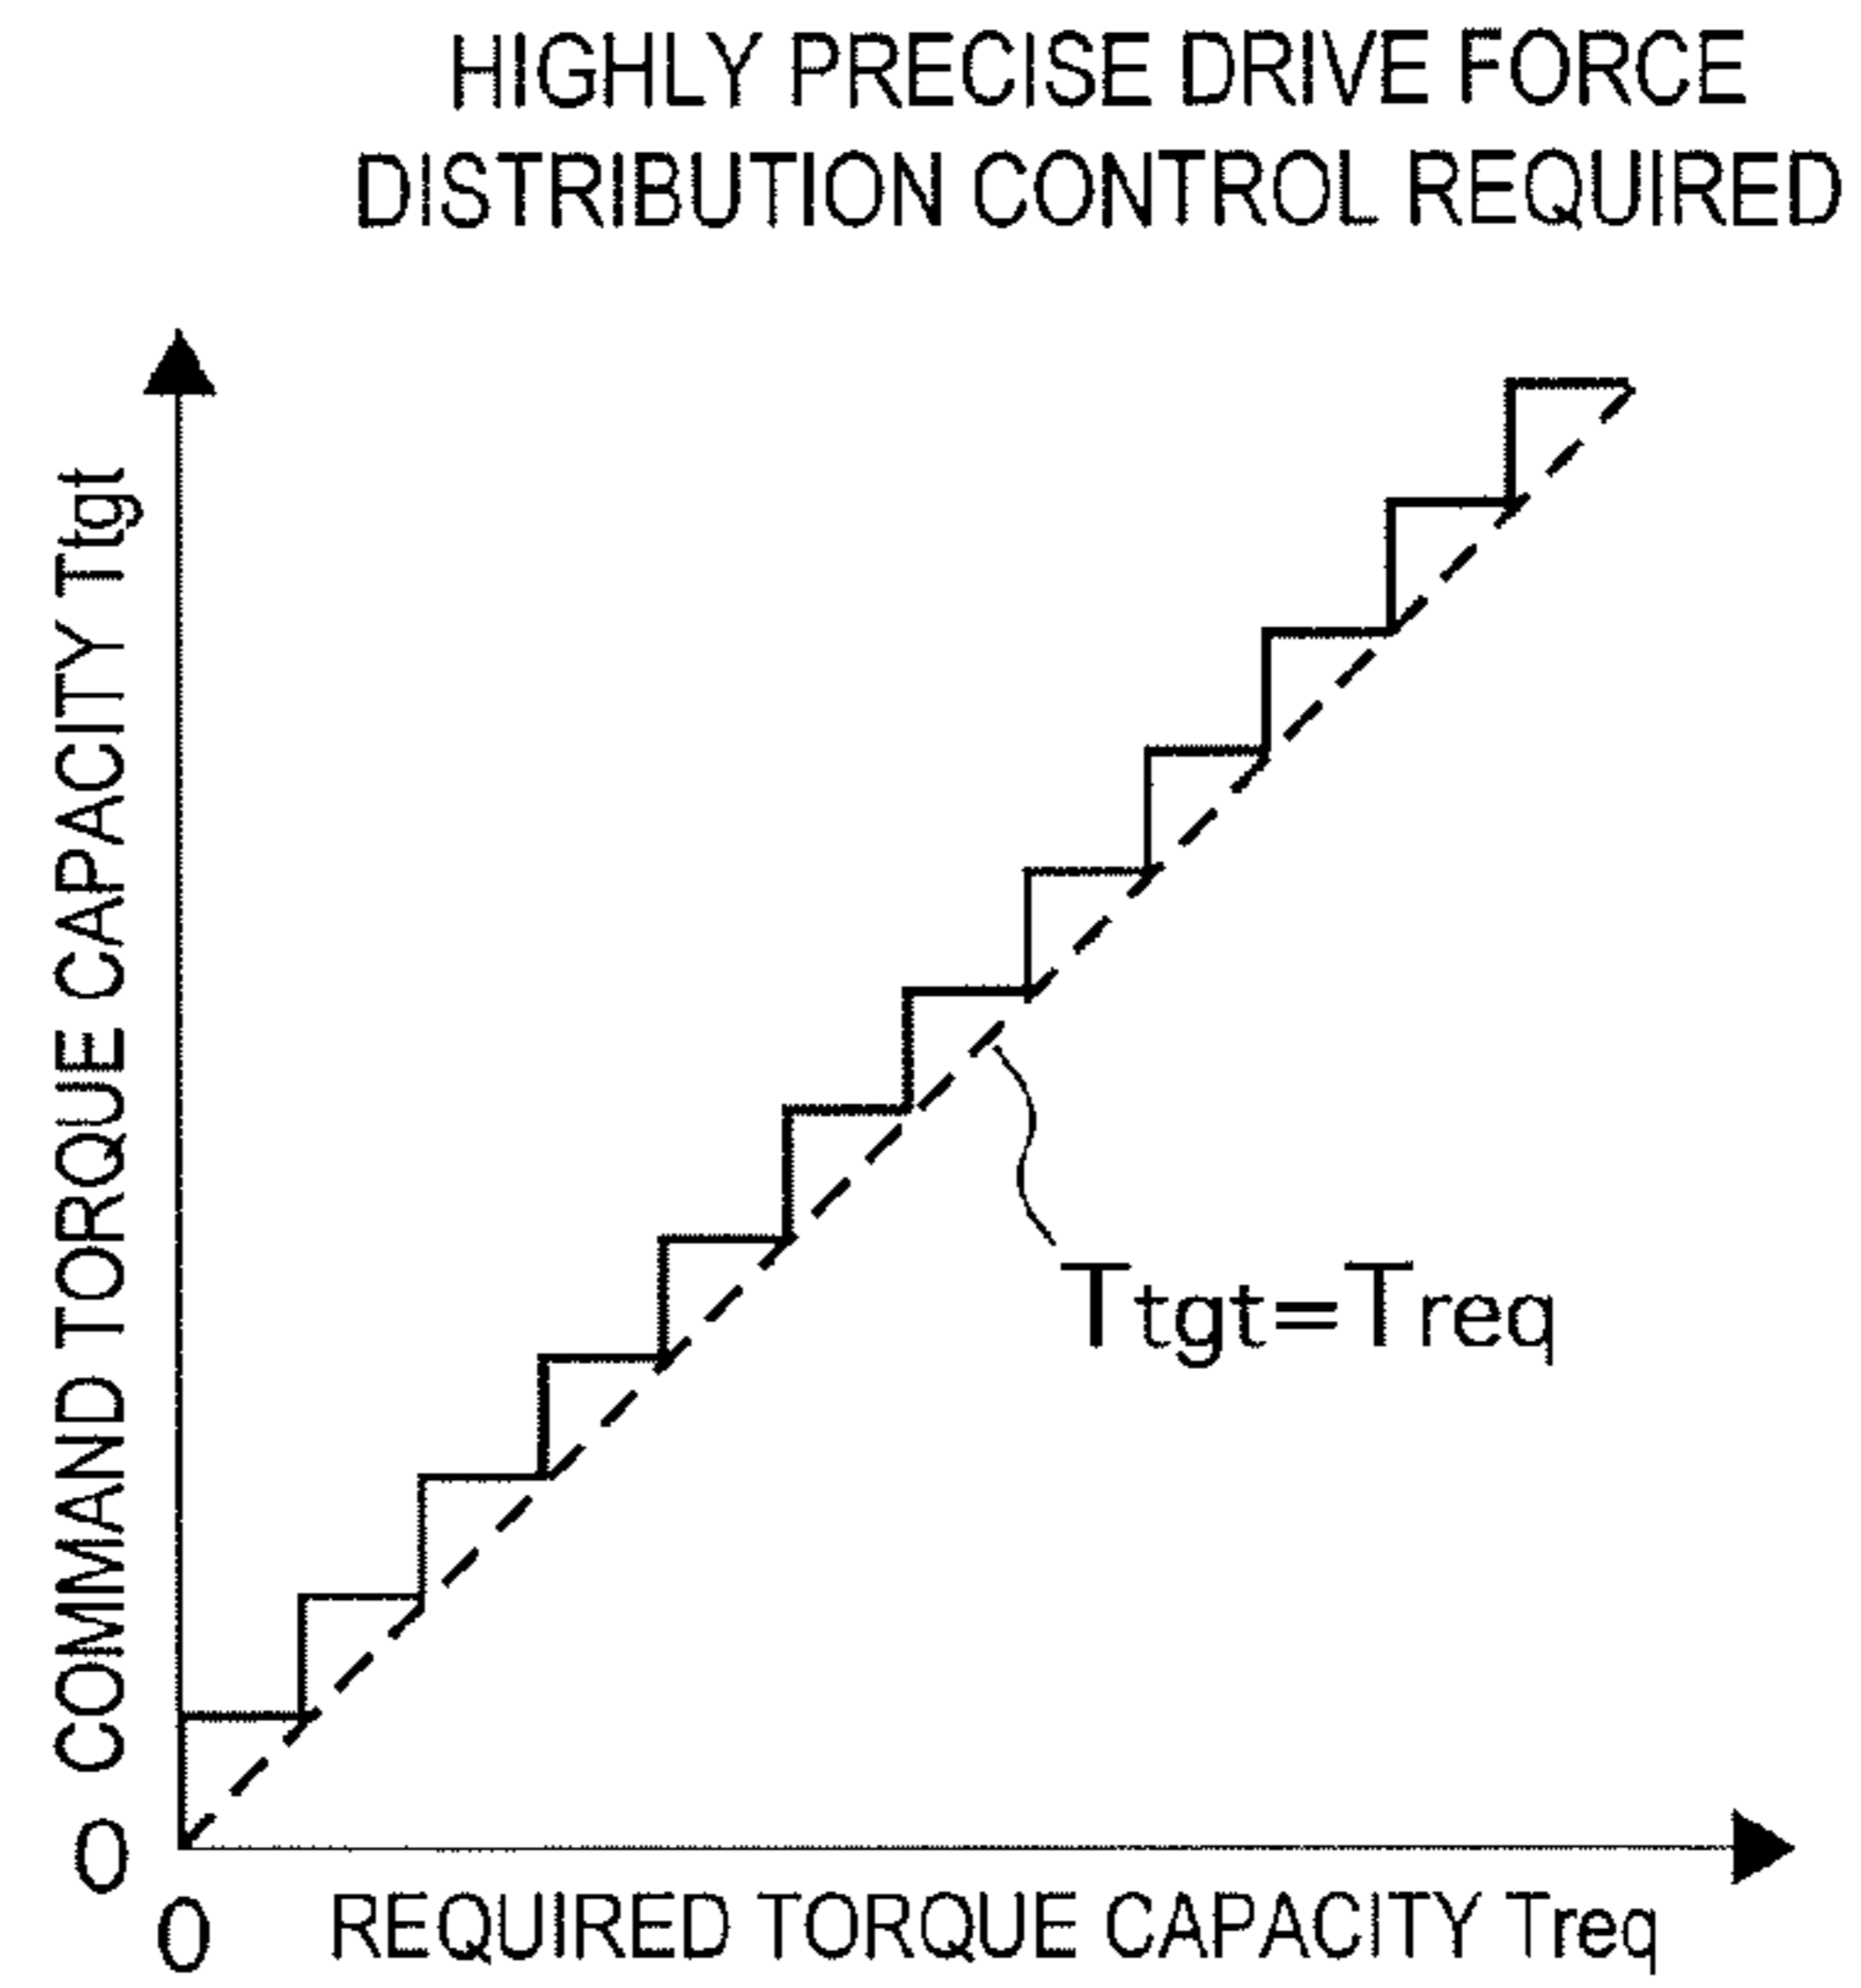 HIGHLY PRECISE DRIVE FORCE
DISTRIBUTION CONTROL REQUIRED
COMMAND TORQUE CAPACITY Ttgt
Ttgt=Treq
0
0
REQUIRED TORQUE CAPACITY Treq